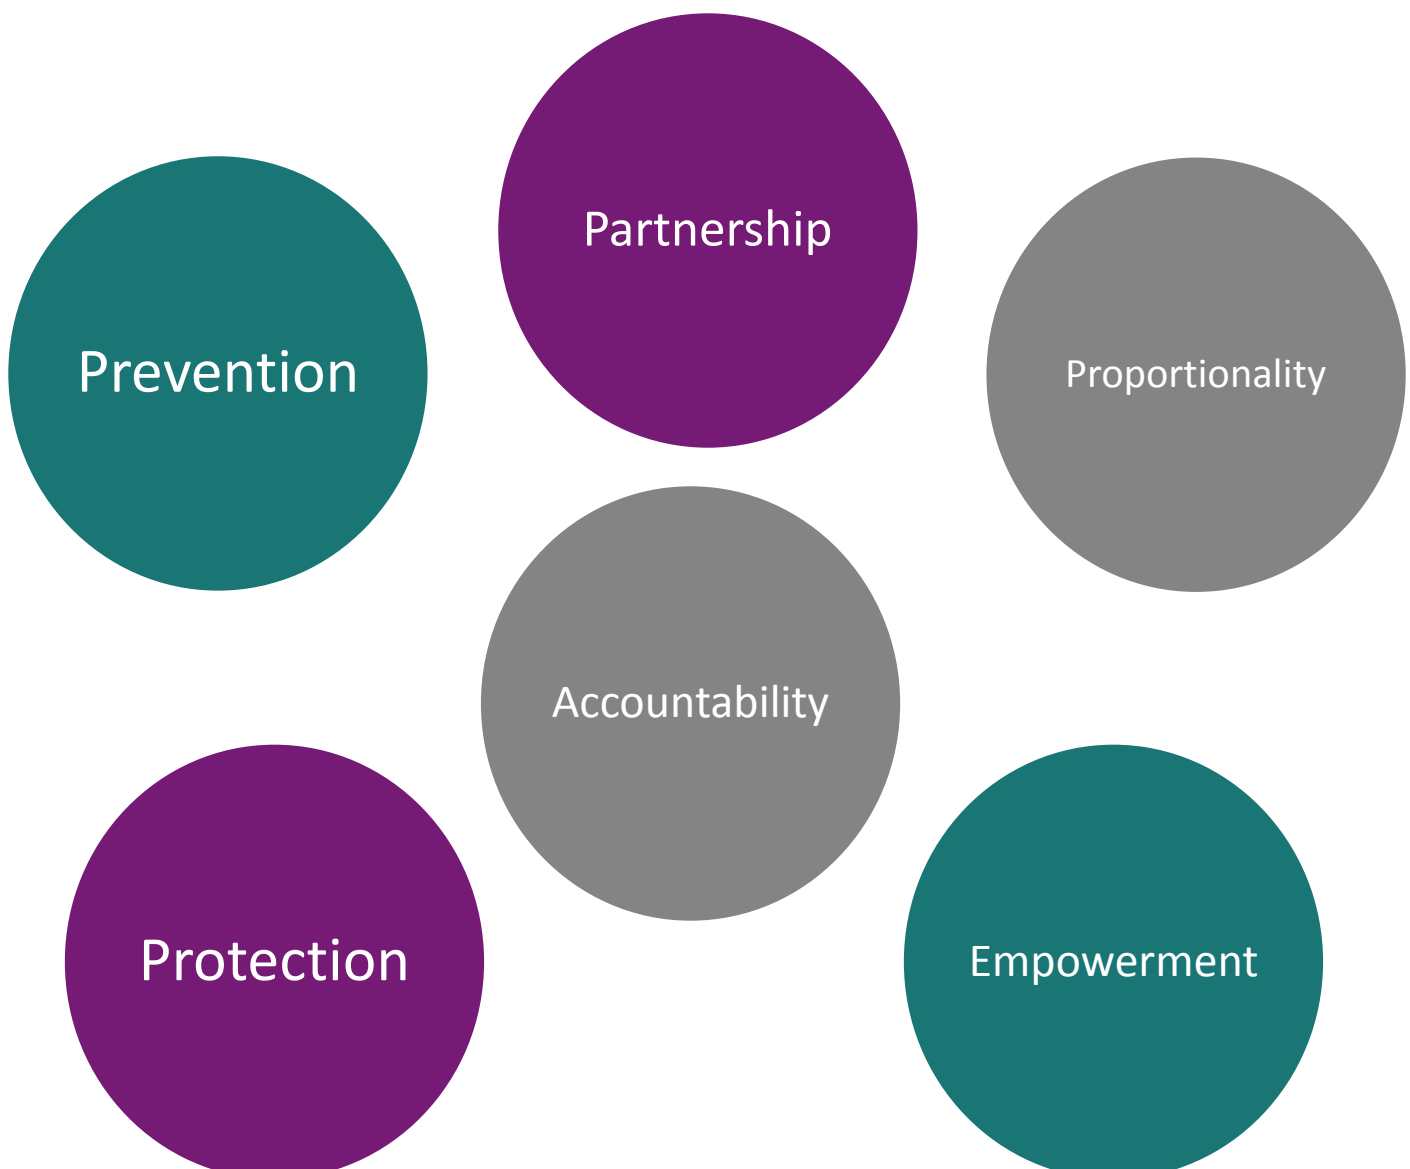 Partnership
Prevention
Proportionality
Accountability
Protection
Empowerment